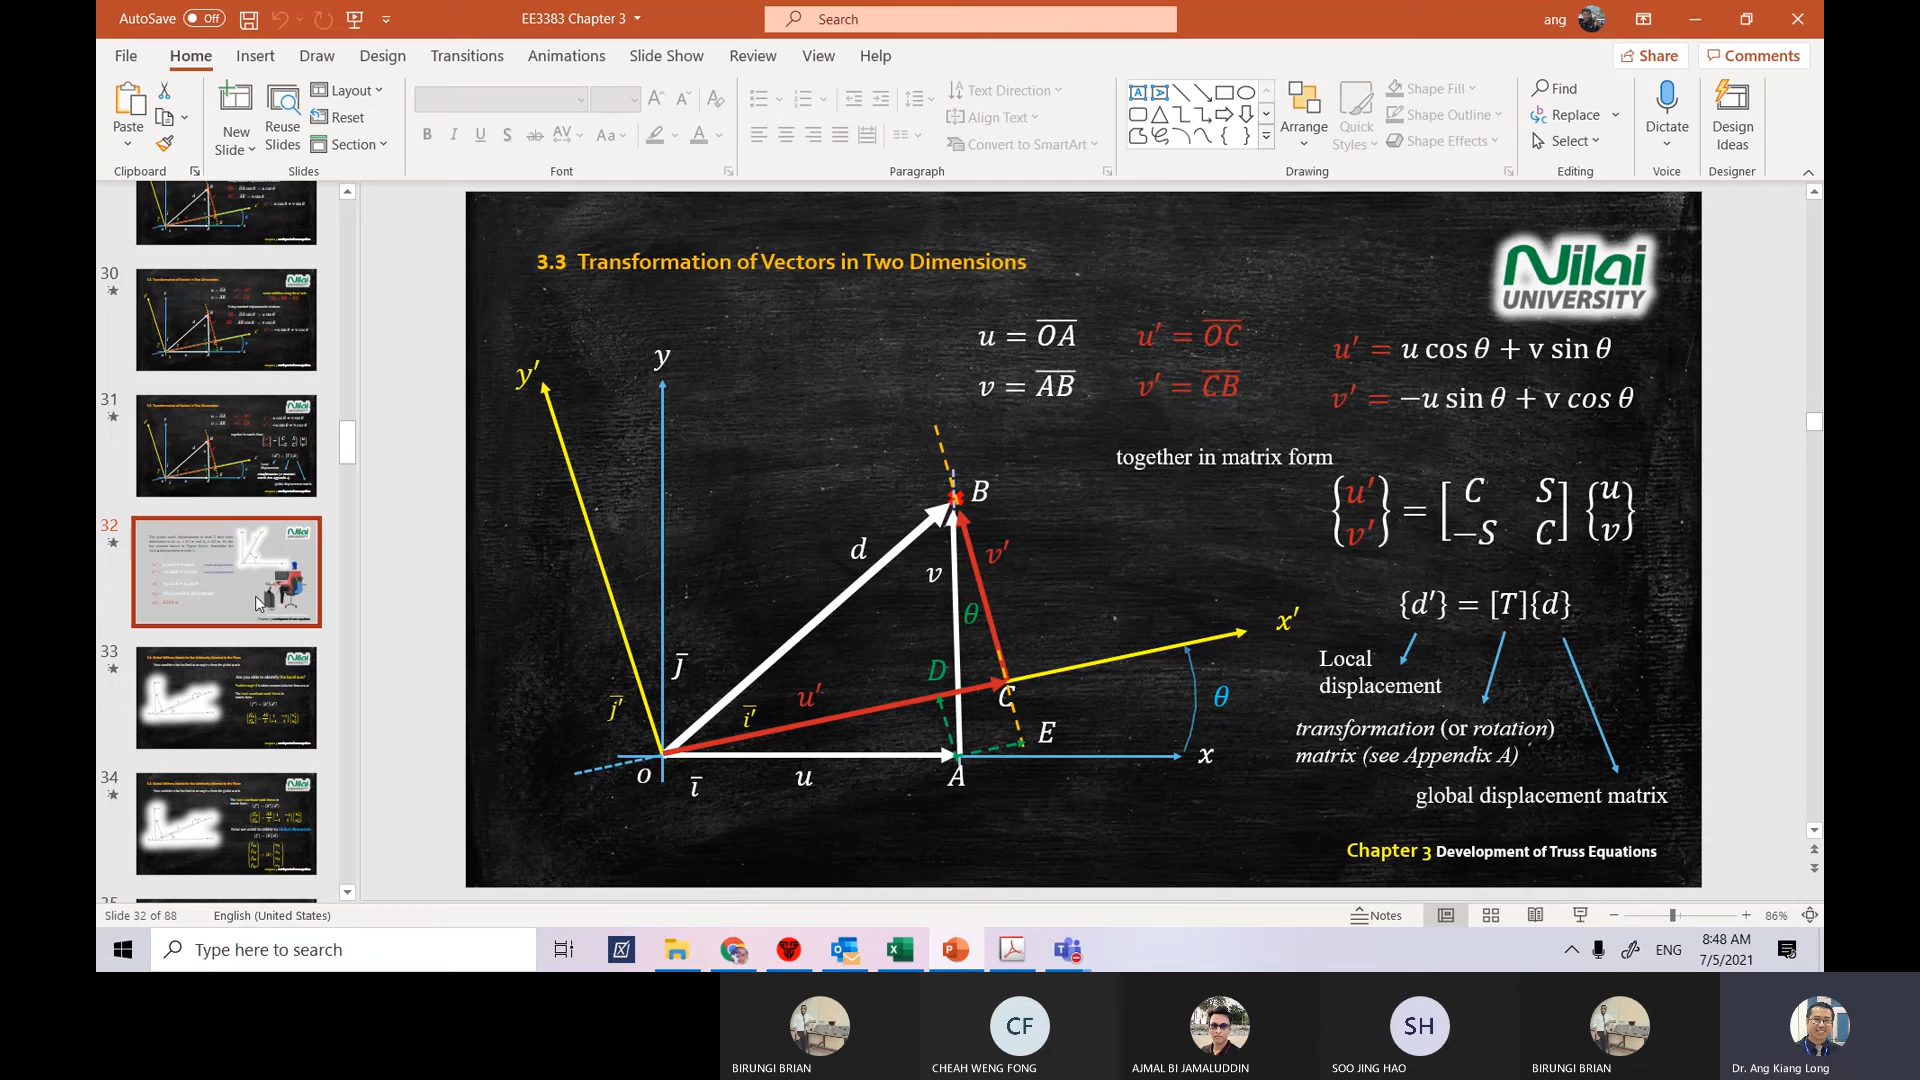 AutoSave Off
EE3383 Chapter 3
Search
ang
File Home Insert Draw Design Transitions Animations Slide Show Review View Help
Share
Comments
Paste
New Slide
Reuse Slides
Layout
Reset
Section
Text Direction
Align Text
Convert to SmartArt
Arrange
Quick Styles
Shape Fill
Shape Outline
Shape Effects
Find
Replace
Select
Dictate
Design Ideas
Clipboard
Slides
Font
Paragraph
Drawing
Editing
Voice
Designer
30
31
32
33
34
3.3 Transformation of Vectors in Two Dimensions
Nilai
UNIVERSITY
u = OA
v = AB
u′ = OC
v′ = CB
u′ = u cos θ + v sin θ
v′ = −u sin θ + v cos θ
together in matrix form
{u′ v′} = [C S −S C] {u v}
{d′} = [T]{d}
Local
displacement
transformation (or rotation)
matrix (see Appendix A)
global displacement matrix
y′
y
B
d
v
v′
θ
x′
D
j
u′
C
j′
i′
θ
E
x
o
i
u
A
Chapter 3 Development of Truss Equations
Slide 32 of 88
English (United States)
Notes
86%
Type here to search
ENG
8:48 AM
7/5/2021
CF
SH
BIRUNGI BRIAN
CHEAH WENG FONG
AJMAL BI JAMALUDDIN
SOO JING HAO
BIRUNGI BRIAN
Dr. Ang Kiang Long